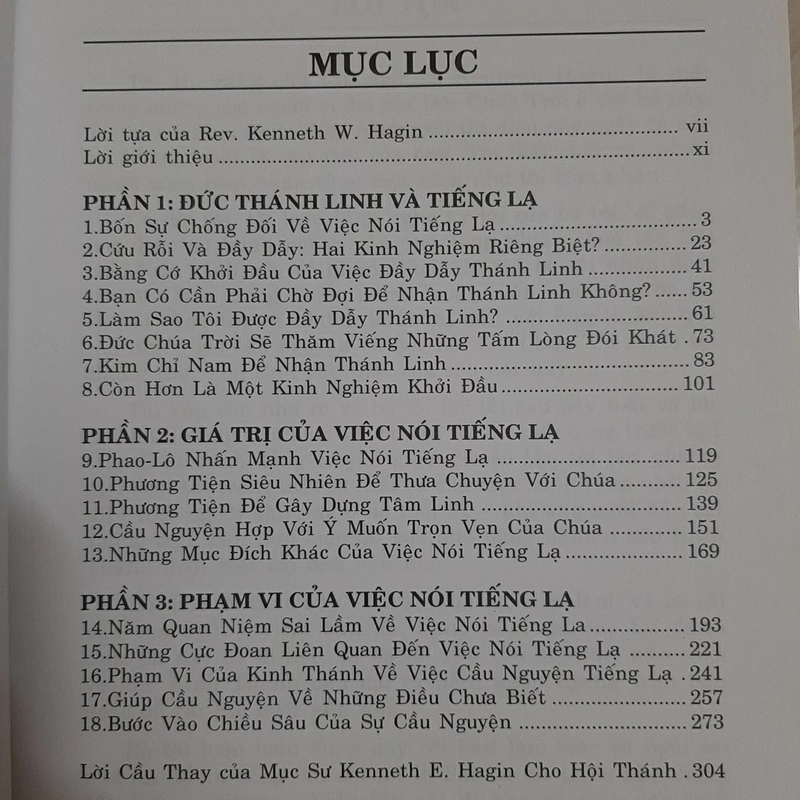 MỤC LỤC
Lời tựa của Rev. Kenneth W. Hagin ........................................ vii
Lời giới thiệu .......................................................................xi
PHẦN 1: ĐỨC THÁNH LINH VÀ TIẾNG LẠ
1.Bốn Sự Chống Đối Về Việc Nói Tiếng Lạ ............................. 3
2.Cứu Rỗi Và Đầy Dẫy: Hai Kinh Nghiệm Riêng Biệt? ............ 23
3.Bằng Cớ Khởi Đầu Của Việc Đầy Dẫy Thánh Linh .............. 41
4.Bạn Có Cần Phải Chờ Đợi Để Nhận Thánh Linh Không? ...... 53
5.Làm Sao Tôi Được Đầy Dẫy Thánh Linh? .......................... 61
6.Đức Chúa Trời Sẽ Thăm Viếng Những Tấm Lòng Đói Khát . 73
7.Kim Chỉ Nam Để Nhận Thánh Linh ................................... 83
8.Còn Hơn Là Một Kinh Nghiệm Khởi Đầu ........................... 101
PHẦN 2: GIÁ TRỊ CỦA VIỆC NÓI TIẾNG LẠ
9.Phao-Lô Nhấn Mạnh Việc Nói Tiếng Lạ ........................... 119
10.Phương Tiện Siêu Nhiên Để Thưa Chuyện Với Chúa ......... 125
11.Phương Tiện Để Gây Dựng Tâm Linh ............................. 139
12.Cầu Nguyện Hợp Với Ý Muốn Trọn Vẹn Của Chúa ........... 151
13.Những Mục Đích Khác Của Việc Nói Tiếng Lạ ................. 169
PHẦN 3: PHẠM VI CỦA VIỆC NÓI TIẾNG LẠ
14.Năm Quan Niệm Sai Lầm Về Việc Nói Tiếng La ............... 193
15.Những Cực Đoan Liên Quan Đến Việc Nói Tiếng Lạ ......... 221
16.Phạm Vi Của Kinh Thánh Về Việc Cầu Nguyện Tiếng Lạ . 241
17.Giúp Cầu Nguyện Về Những Điều Chưa Biết .................... 257
18.Bước Vào Chiều Sâu Của Sự Cầu Nguyện ....................... 273
Lời Cầu Thay của Mục Sư Kenneth E. Hagin Cho Hội Thánh . 304